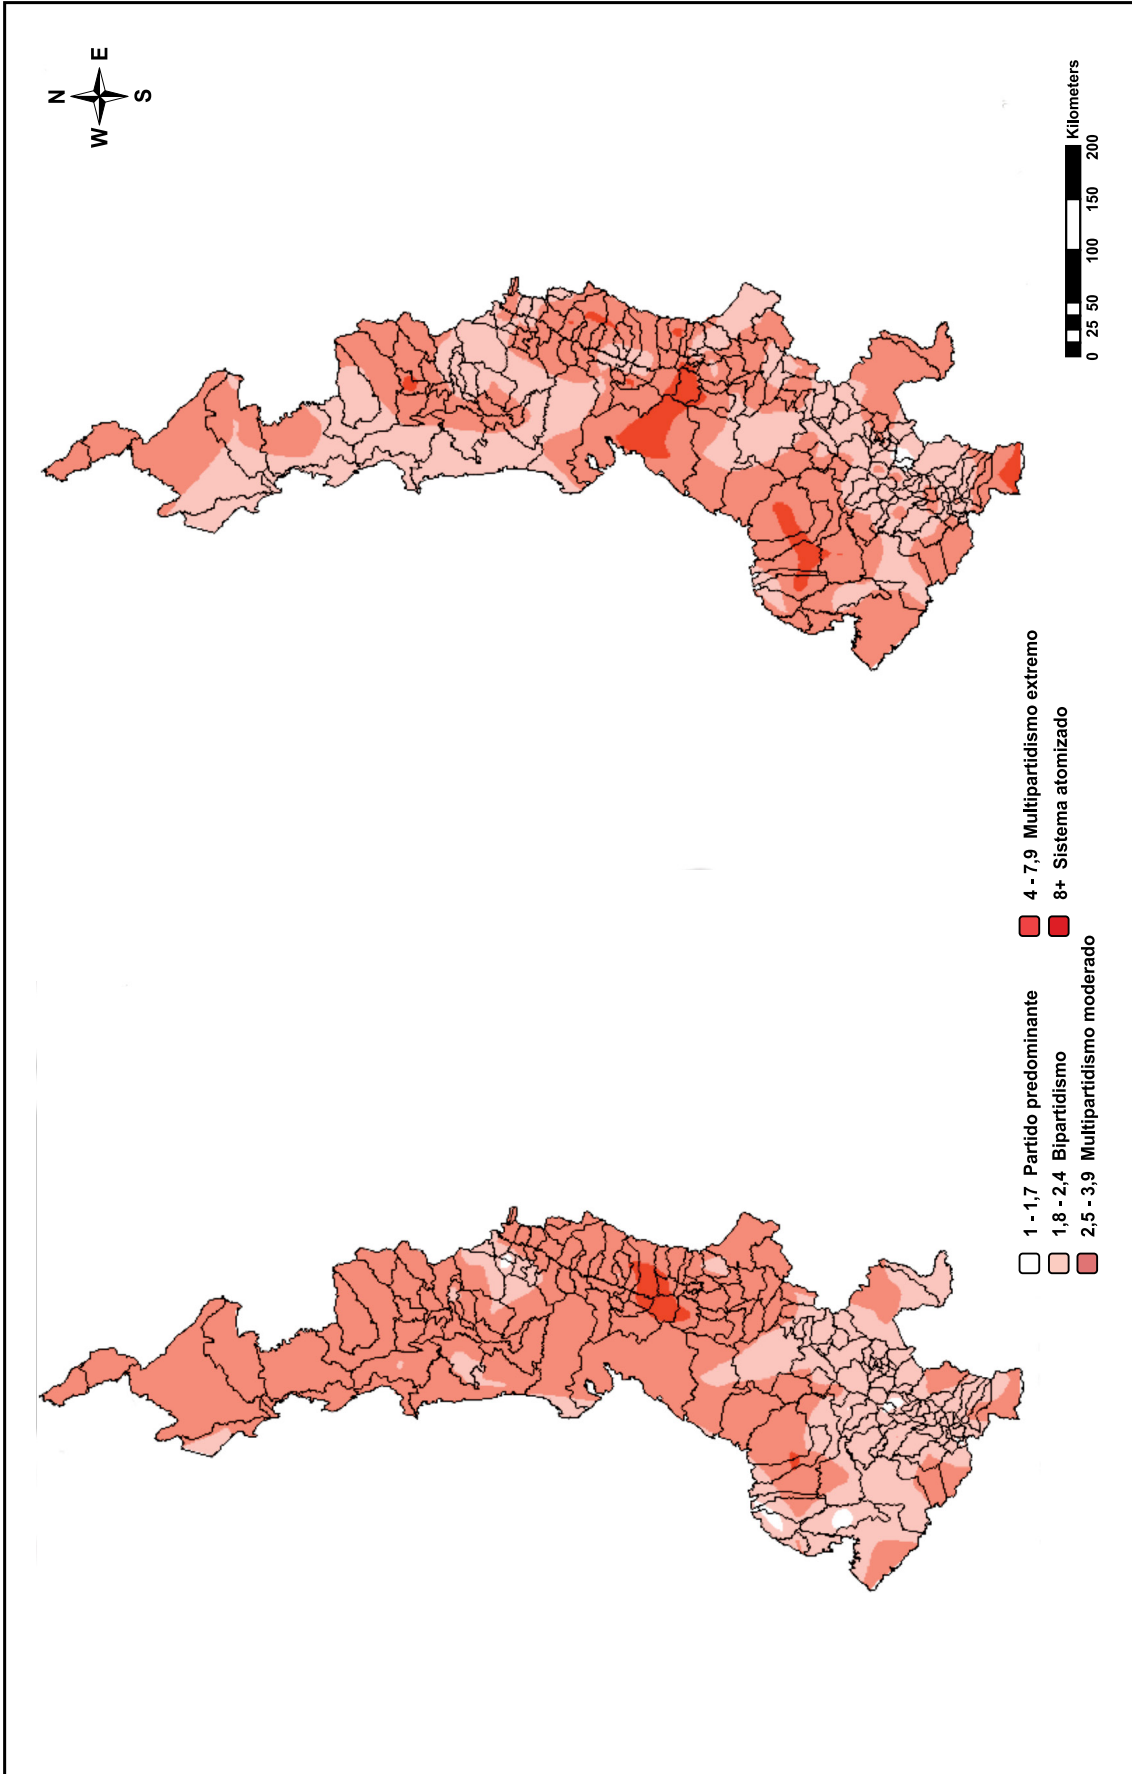 N
W E
S
1 - 1,7 Partido predominante
1,8 - 2,4 Bipartidismo
2,5 - 3,9 Multipartidismo moderado
4 - 7,9 Multipartidismo extremo
8+ Sistema atomizado
0 25 50 100 150 200
Kilometers